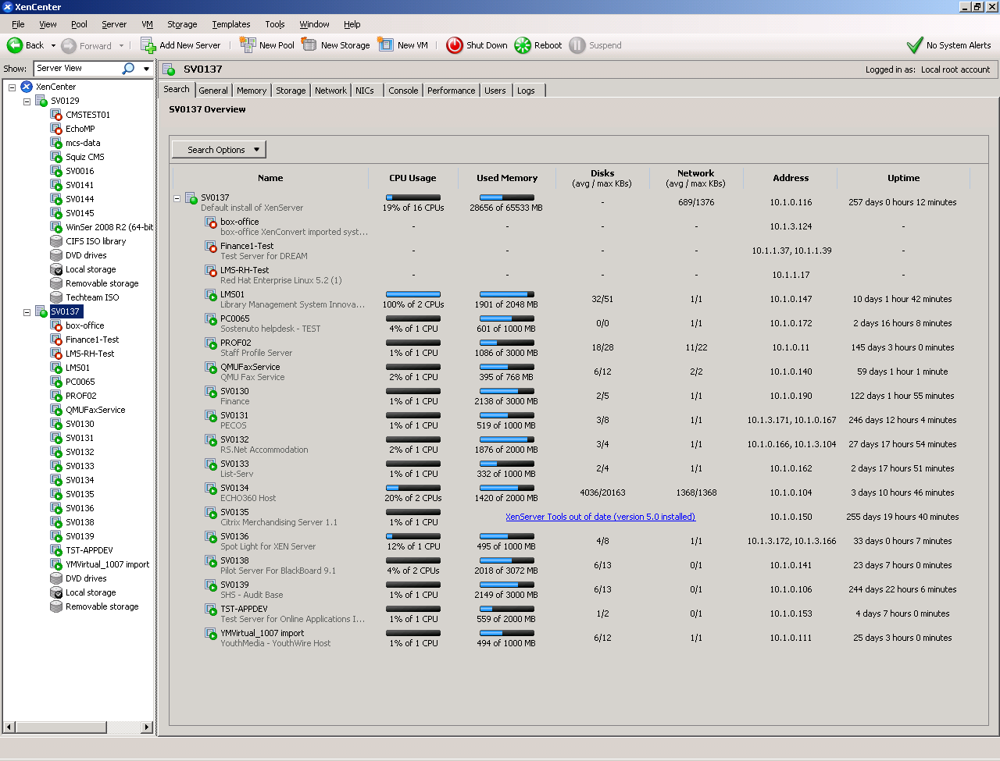 XenCenter
File View Pool Server VM Storage Templates Tools Window Help
Back Forward Add New Server New Pool New Storage New VM Shut Down Reboot Suspend No System Alerts
Show: Server View
XenCenter
SV0129
CMSTEST01
EchoMP
mcs-data
Squiz CMS
SV0016
SV0141
SV0144
SV0145
WinSer 2008 R2 (64-bit
CIFS ISO library
DVD drives
Local storage
Removable storage
Techteam ISO
SV0137
box-office
Finance1-Test
LMS-RH-Test
LMS01
PC0065
PROF02
QMUFaxService
SV0130
SV0131
SV0132
SV0133
SV0134
SV0135
SV0136
SV0138
SV0139
TST-APPDEV
YMVirtual_1007 import
DVD drives
Local storage
Removable storage
SV0137 Logged in as: Local root account
Search General Memory Storage Network NICs Console Performance Users Logs
SV0137 Overview
Search Options
Name CPU Usage Used Memory Disks (avg / max KBs) Network (avg / max KBs) Address Uptime
SV0137
Default install of XenServer 19% of 16 CPUs 28656 of 65533 MB - 689/1376 10.1.0.116 257 days 0 hours 12 minutes
box-office
box-office XenConvert imported syst... - - - - 10.1.3.124 -
Finance1-Test
Test Server for DREAM - - - - 10.1.1.37, 10.1.1.39 -
LMS-RH-Test
Red Hat Enterprise Linux 5.2 (1) - - - - 10.1.1.17 -
LMS01
Library Management System Innova... 100% of 2 CPUs 1901 of 2048 MB 32/51 1/1 10.1.0.147 10 days 1 hour 42 minutes
PC0065
Sostenuto helpdesk - TEST 4% of 1 CPU 601 of 1000 MB 0/0 1/1 10.1.0.172 2 days 16 hours 8 minutes
PROF02
Staff Profile Server 1% of 1 CPU 1086 of 3000 MB 18/28 11/22 10.1.0.11 145 days 3 hours 0 minutes
QMUFaxService
QMU Fax Service 2% of 1 CPU 395 of 768 MB 6/12 2/2 10.1.0.140 59 days 1 hour 1 minute
SV0130
Finance 1% of 1 CPU 2138 of 3000 MB 2/5 1/1 10.1.0.190 122 days 1 hour 55 minutes
SV0131
PECOS 1% of 1 CPU 519 of 1000 MB 3/8 1/1 10.1.3.171, 10.1.0.167 246 days 12 hours 4 minutes
SV0132
RS.Net Accommodation 2% of 1 CPU 1876 of 2000 MB 3/4 1/1 10.1.0.166, 10.1.3.104 27 days 17 hours 54 minutes
SV0133
List-Serv 1% of 1 CPU 332 of 1000 MB 2/4 1/1 10.1.0.162 2 days 17 hours 51 minutes
SV0134
ECHO360 Host 20% of 2 CPUs 1420 of 2000 MB 4036/20163 1368/1368 10.1.0.104 3 days 10 hours 46 minutes
SV0135
Citrix Merchandising Server 1.1 1% of 1 CPU XenServer Tools out of date (version 5.0 installed) 10.1.0.150 255 days 19 hours 40 minutes
SV0136
Spot Light for XEN Server 12% of 1 CPU 495 of 1000 MB 4/8 1/1 10.1.3.172, 10.1.3.166 33 days 0 hours 7 minutes
SV0138
Pilot Server For BlackBoard 9.1 4% of 2 CPUs 2018 of 3072 MB 6/13 0/1 10.1.0.141 23 days 7 hours 0 minutes
SV0139
SHS - Audit Base 1% of 1 CPU 2149 of 3000 MB 6/13 0/1 10.1.0.106 244 days 22 hours 6 minutes
TST-APPDEV
Test Server for Online Applications I... 1% of 1 CPU 559 of 2000 MB 1/2 0/1 10.1.0.153 4 days 7 hours 0 minutes
YMVirtual_1007 import
YouthMedia - YouthWire Host 1% of 1 CPU 494 of 1000 MB 6/12 1/1 10.1.0.111 25 days 3 hours 0 minutes